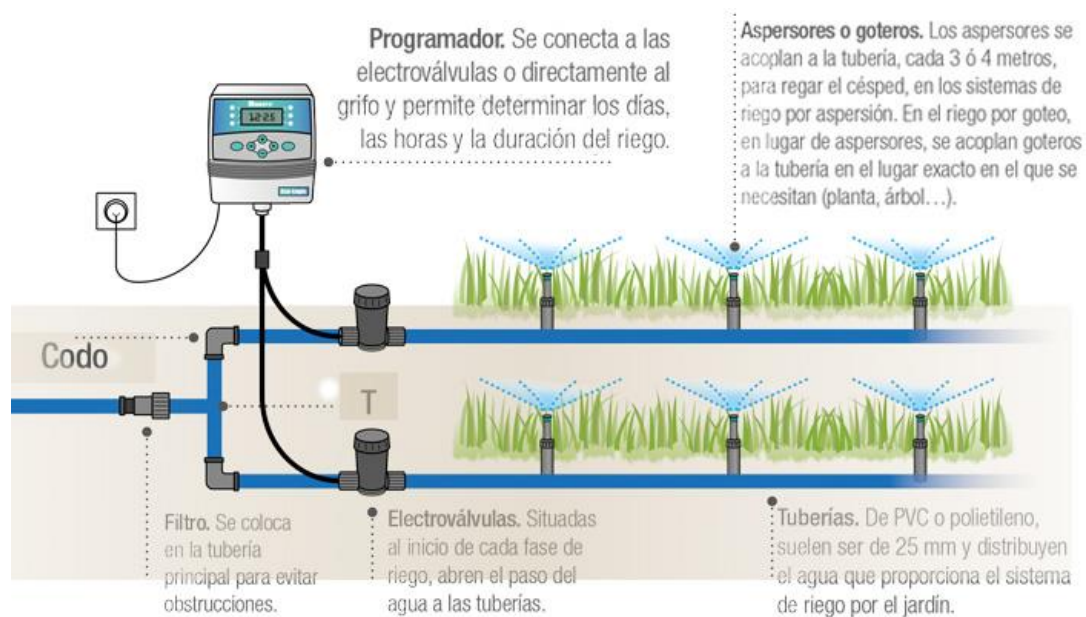 Programador. Se conecta a las
electroválvulas o directamente al
grifo y permite determinar los días,
las horas y la duración del riego.
Aspersores o goteros. Los aspersores se
acoplan a la tubería, cada 3 ó 4 metros,
para regar el césped, en los sistemas de
riego por aspersión. En el riego por goteo,
en lugar de aspersores, se acoplan goteros
a la tubería en el lugar exacto en el que se
necesitan (planta, árbol…).
12:25
Codo
T
Filtro. Se coloca
en la tubería
principal para evitar
obstrucciones.
Electroválvulas. Situadas
al inicio de cada fase de
riego, abren el paso del
agua a las tuberías.
Tuberías. De PVC o polietileno,
suelen ser de 25 mm y distribuyen
el agua que proporciona el sistema
de riego por el jardín.